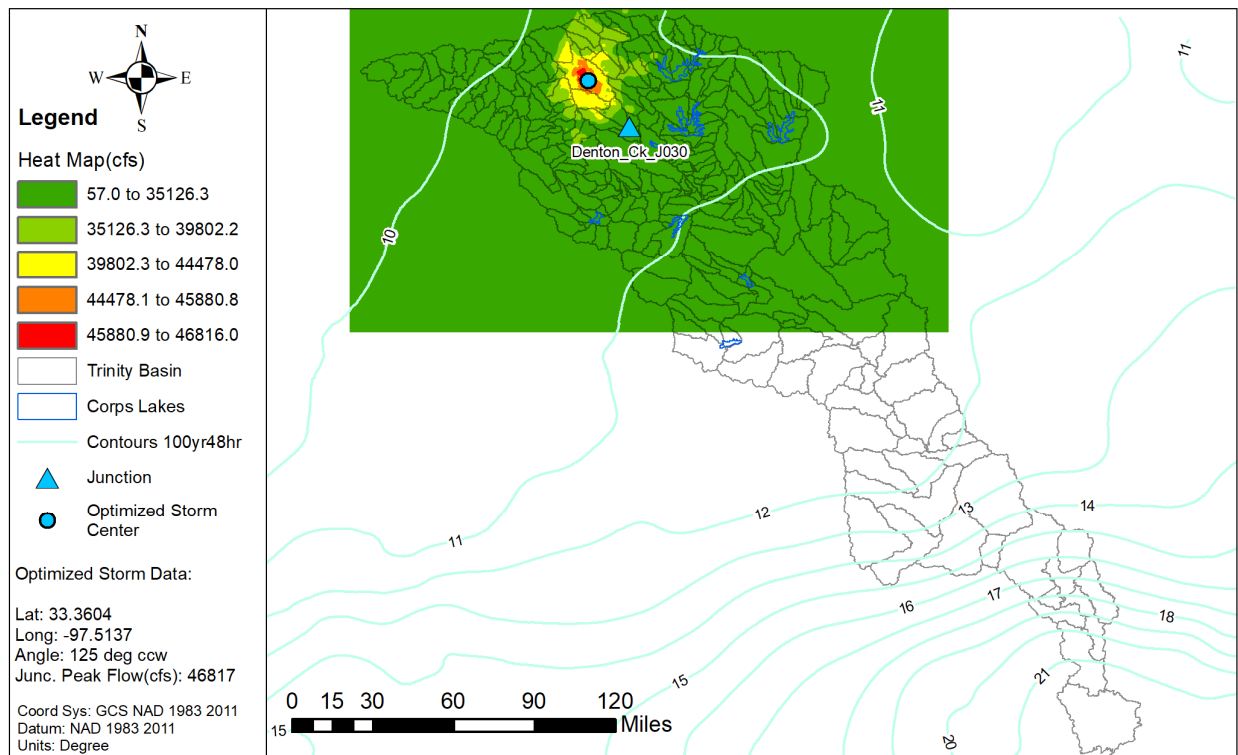 N
W E
S
Legend
Heat Map(cfs)
57.0 to 35126.3
35126.3 to 39802.2
39802.3 to 44478.0
44478.1 to 45880.8
45880.9 to 46816.0
Trinity Basin
Corps Lakes
Contours 100yr48hr
Junction
Optimized Storm
Center
Optimized Storm Data:
Lat: 33.3604
Long: -97.5137
Angle: 125 deg ccw
Junc. Peak Flow(cfs): 46817
Coord Sys: GCS NAD 1983 2011
Datum: NAD 1983 2011
Units: Degree
11
11
Denton_Ck_J030
10
12
13
14
11
17
16
18
15
21
20
15
0 15 30 60 90 120
Miles